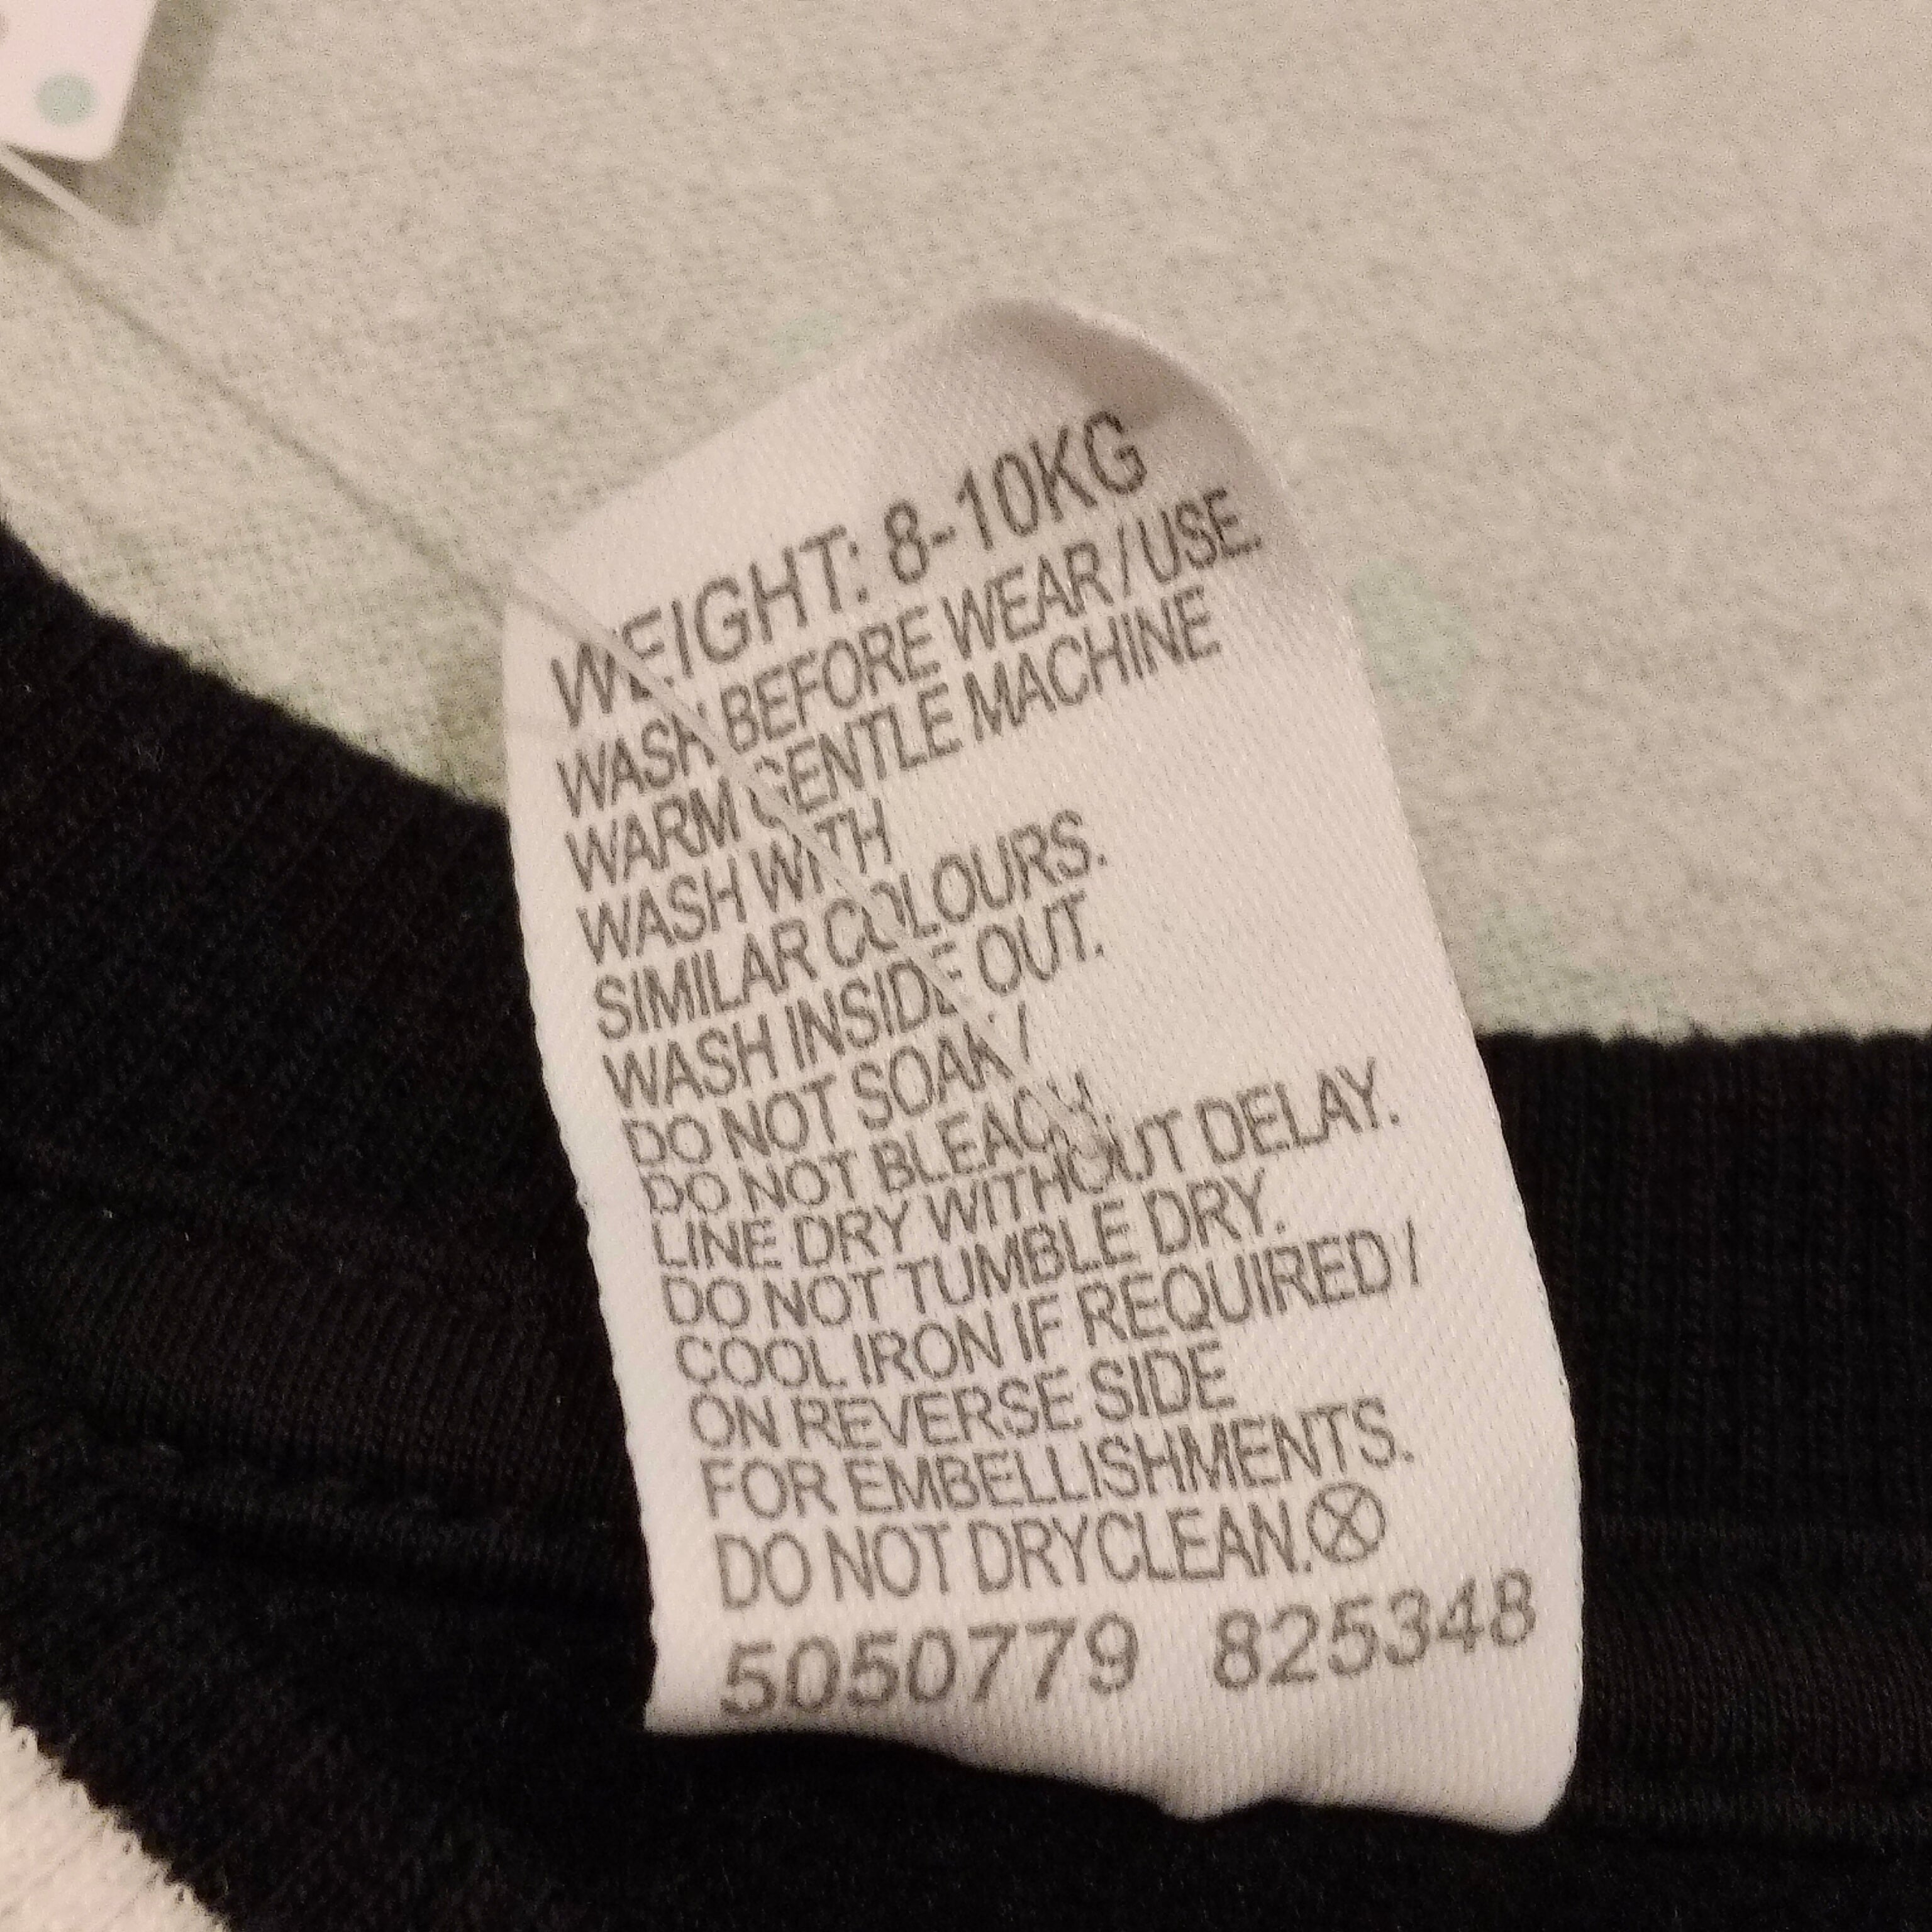 WEIGHT: 8-10KG
WASH BEFORE WEAR / USE.
WARM GENTLE MACHINE
WASH WITH
SIMILAR COLOURS.
WASH INSIDE OUT.
DO NOT SOAK /
DO NOT BLEACH.
LINE DRY WITHOUT DELAY.
DO NOT TUMBLE DRY.
COOL IRON IF REQUIRED /
ON REVERSE SIDE
FOR EMBELLISHMENTS.
DO NOT DRYCLEAN.
5050779 825348